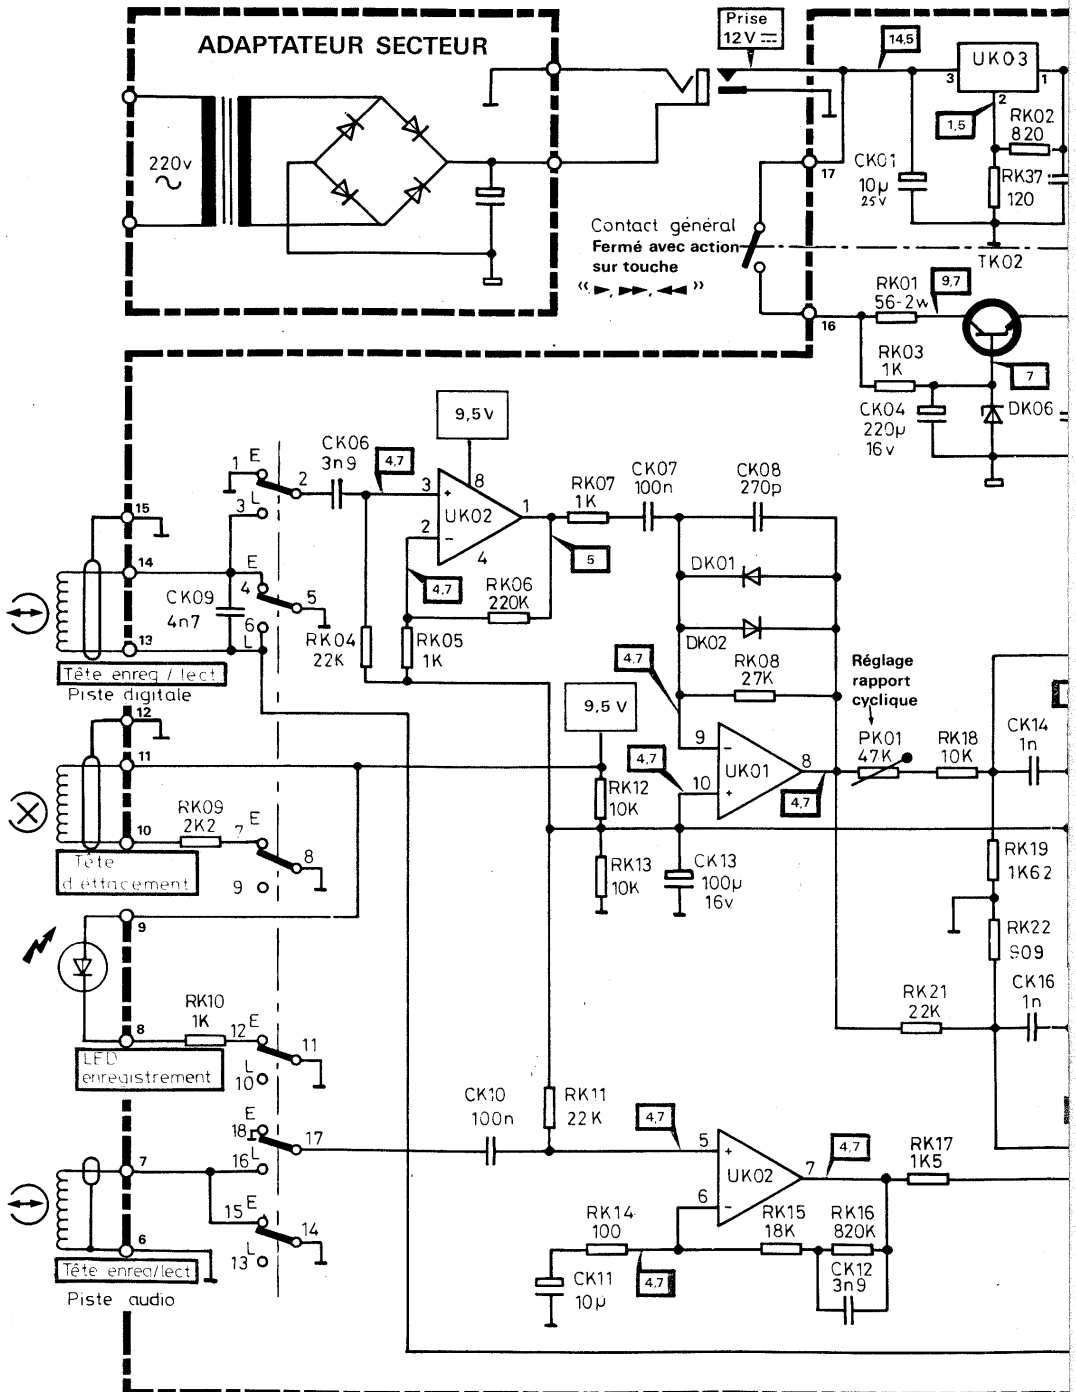 ADAPTATEUR SECTEUR
220v
Prise
12V
14,5
UK03
3
1
2
1,5
RK02
820
RK37
120
CK01
10µ
25v
17
Contact général
Fermé avec action
sur touche
“ ►, ►►, ◄◄ ”
TK02
16
RK01
56-2w
9,7
RK03
1K
7
CK04
220µ
16v
DK06
9,5V
1
E
2
3
L
CK06
3n9
4,7
3
8
+
UK02
1
2
−
4
4,7
RK07
1K
CK07
100n
CK08
270p
5
RK06
220K
DK01
DK02
RK08
27K
15
14
CK09
4n7
E
4
5
6
L
13
RK04
22K
RK05
1K
Tête enreg / lect
Piste digitale
12
11
10
RK09
2K2
E
7
8
9
Tête
d'effacement
9,5 V
4,7
4,7
9
−
UK01
10
+
8
4,7
Réglage
rapport
cyclique
PK01
47K
RK18
10K
CK14
1n
RK12
10K
RK13
10K
CK13
100µ
16v
RK19
1K62
RK22
909
CK16
1n
RK21
22K
9
8
RK10
1K
E
12
11
L
10
LED
enregistrement
E
18
17
16
L
7
15
E
14
13
L
6
Tête enreg/lect
Piste audio
CK10
100n
RK11
22K
4,7
5
+
UK02
6
−
7
4,7
RK17
1K5
RK14
100
4,7
RK15
18K
RK16
820K
CK12
3n9
CK11
10µ